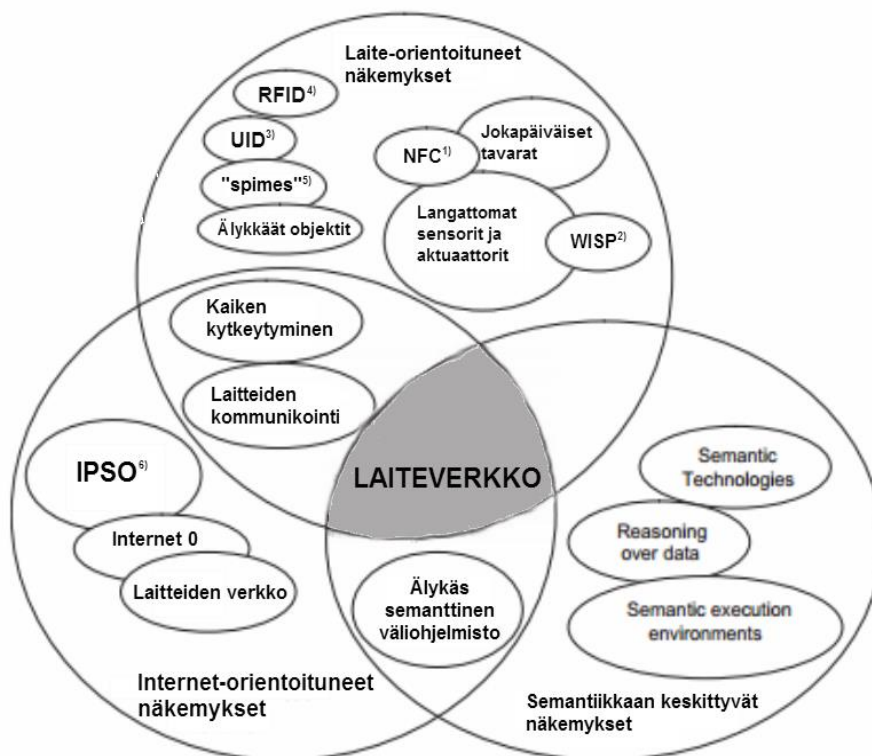 Laite-orientoituneet
näkemykset
RFID4)
UID3)
"spimes"5)
Älykkäät objektit
NFC1)
Jokapäiväiset
tavarat
Langattomat
sensorit ja
aktuaattorit
WISP2)
Kaiken
kytkeytyminen
Laitteiden
kommunikointi
LAITEVERKKO
IPSO6)
Internet 0
Laitteiden verkko
Älykäs
semanttinen
väliohjelmisto
Semantic
Technologies
Reasoning
over data
Semantic execution
environments
Internet-orientoituneet
näkemykset
Semantiikkaan keskittyvät
näkemykset